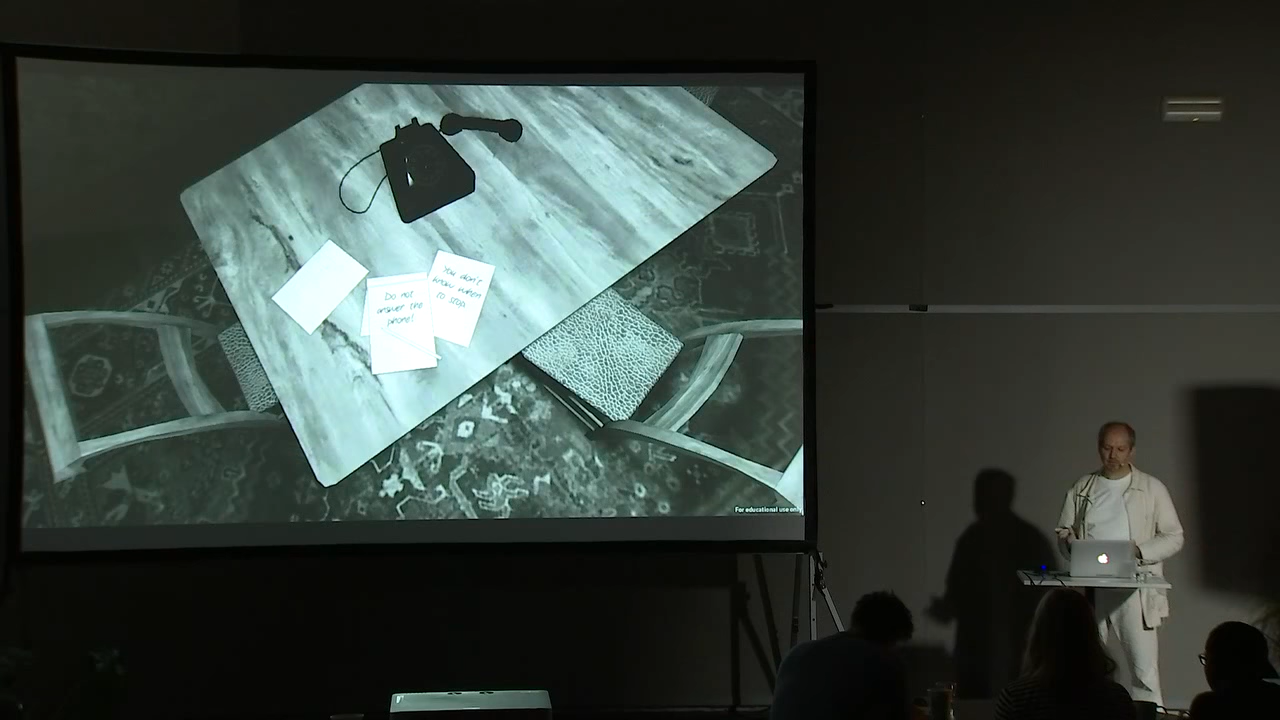 Do not
answer the
phone!
You don't
know when
to stop.
For educational use only